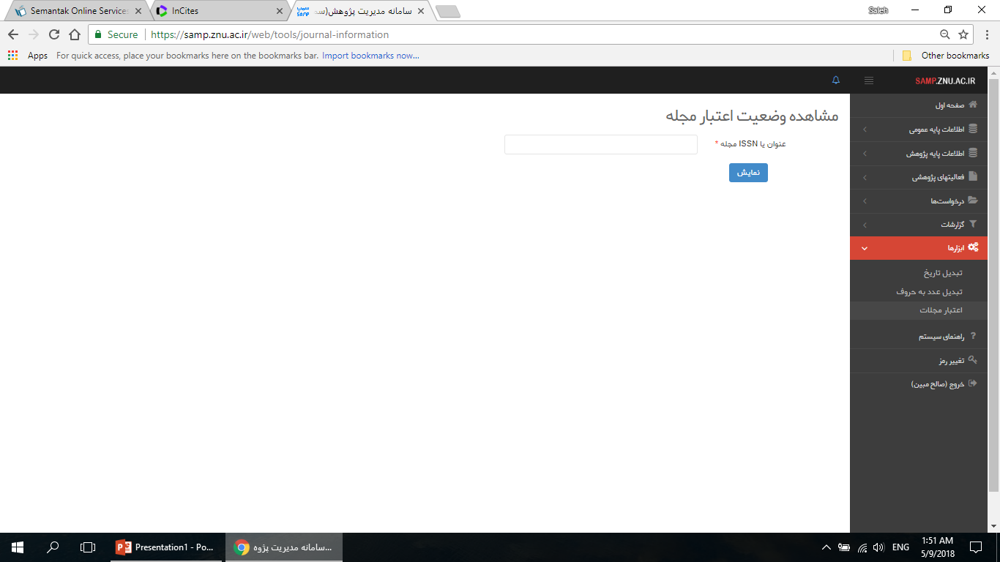 Semantak Online Services
InCites
سامانه مدیریت پژوهش(سم
Saleh
Secure
https://samp.znu.ac.ir/web/tools/journal-information
Apps
For quick access, place your bookmarks here on the bookmarks bar. Import bookmarks now...
Other bookmarks
SAMP.ZNU.AC.IR
صفحه اول
اطلاعات پایه عمومی
اطلاعات پایه پژوهش
فعالیتهای پژوهشی
درخواست‌ها
گزارشات
ابزارها
تبدیل تاریخ
تبدیل عدد به حروف
اعتبار مجلات
راهنمای سیستم
تغییر رمز
خروج (صالح مبین)
مشاهده وضعیت اعتبار مجله
عنوان یا ISSN مجله *
نمایش
Presentation1 - Po...
سامانه مدیریت پژوه...
ENG
1:51 AM
5/9/2018